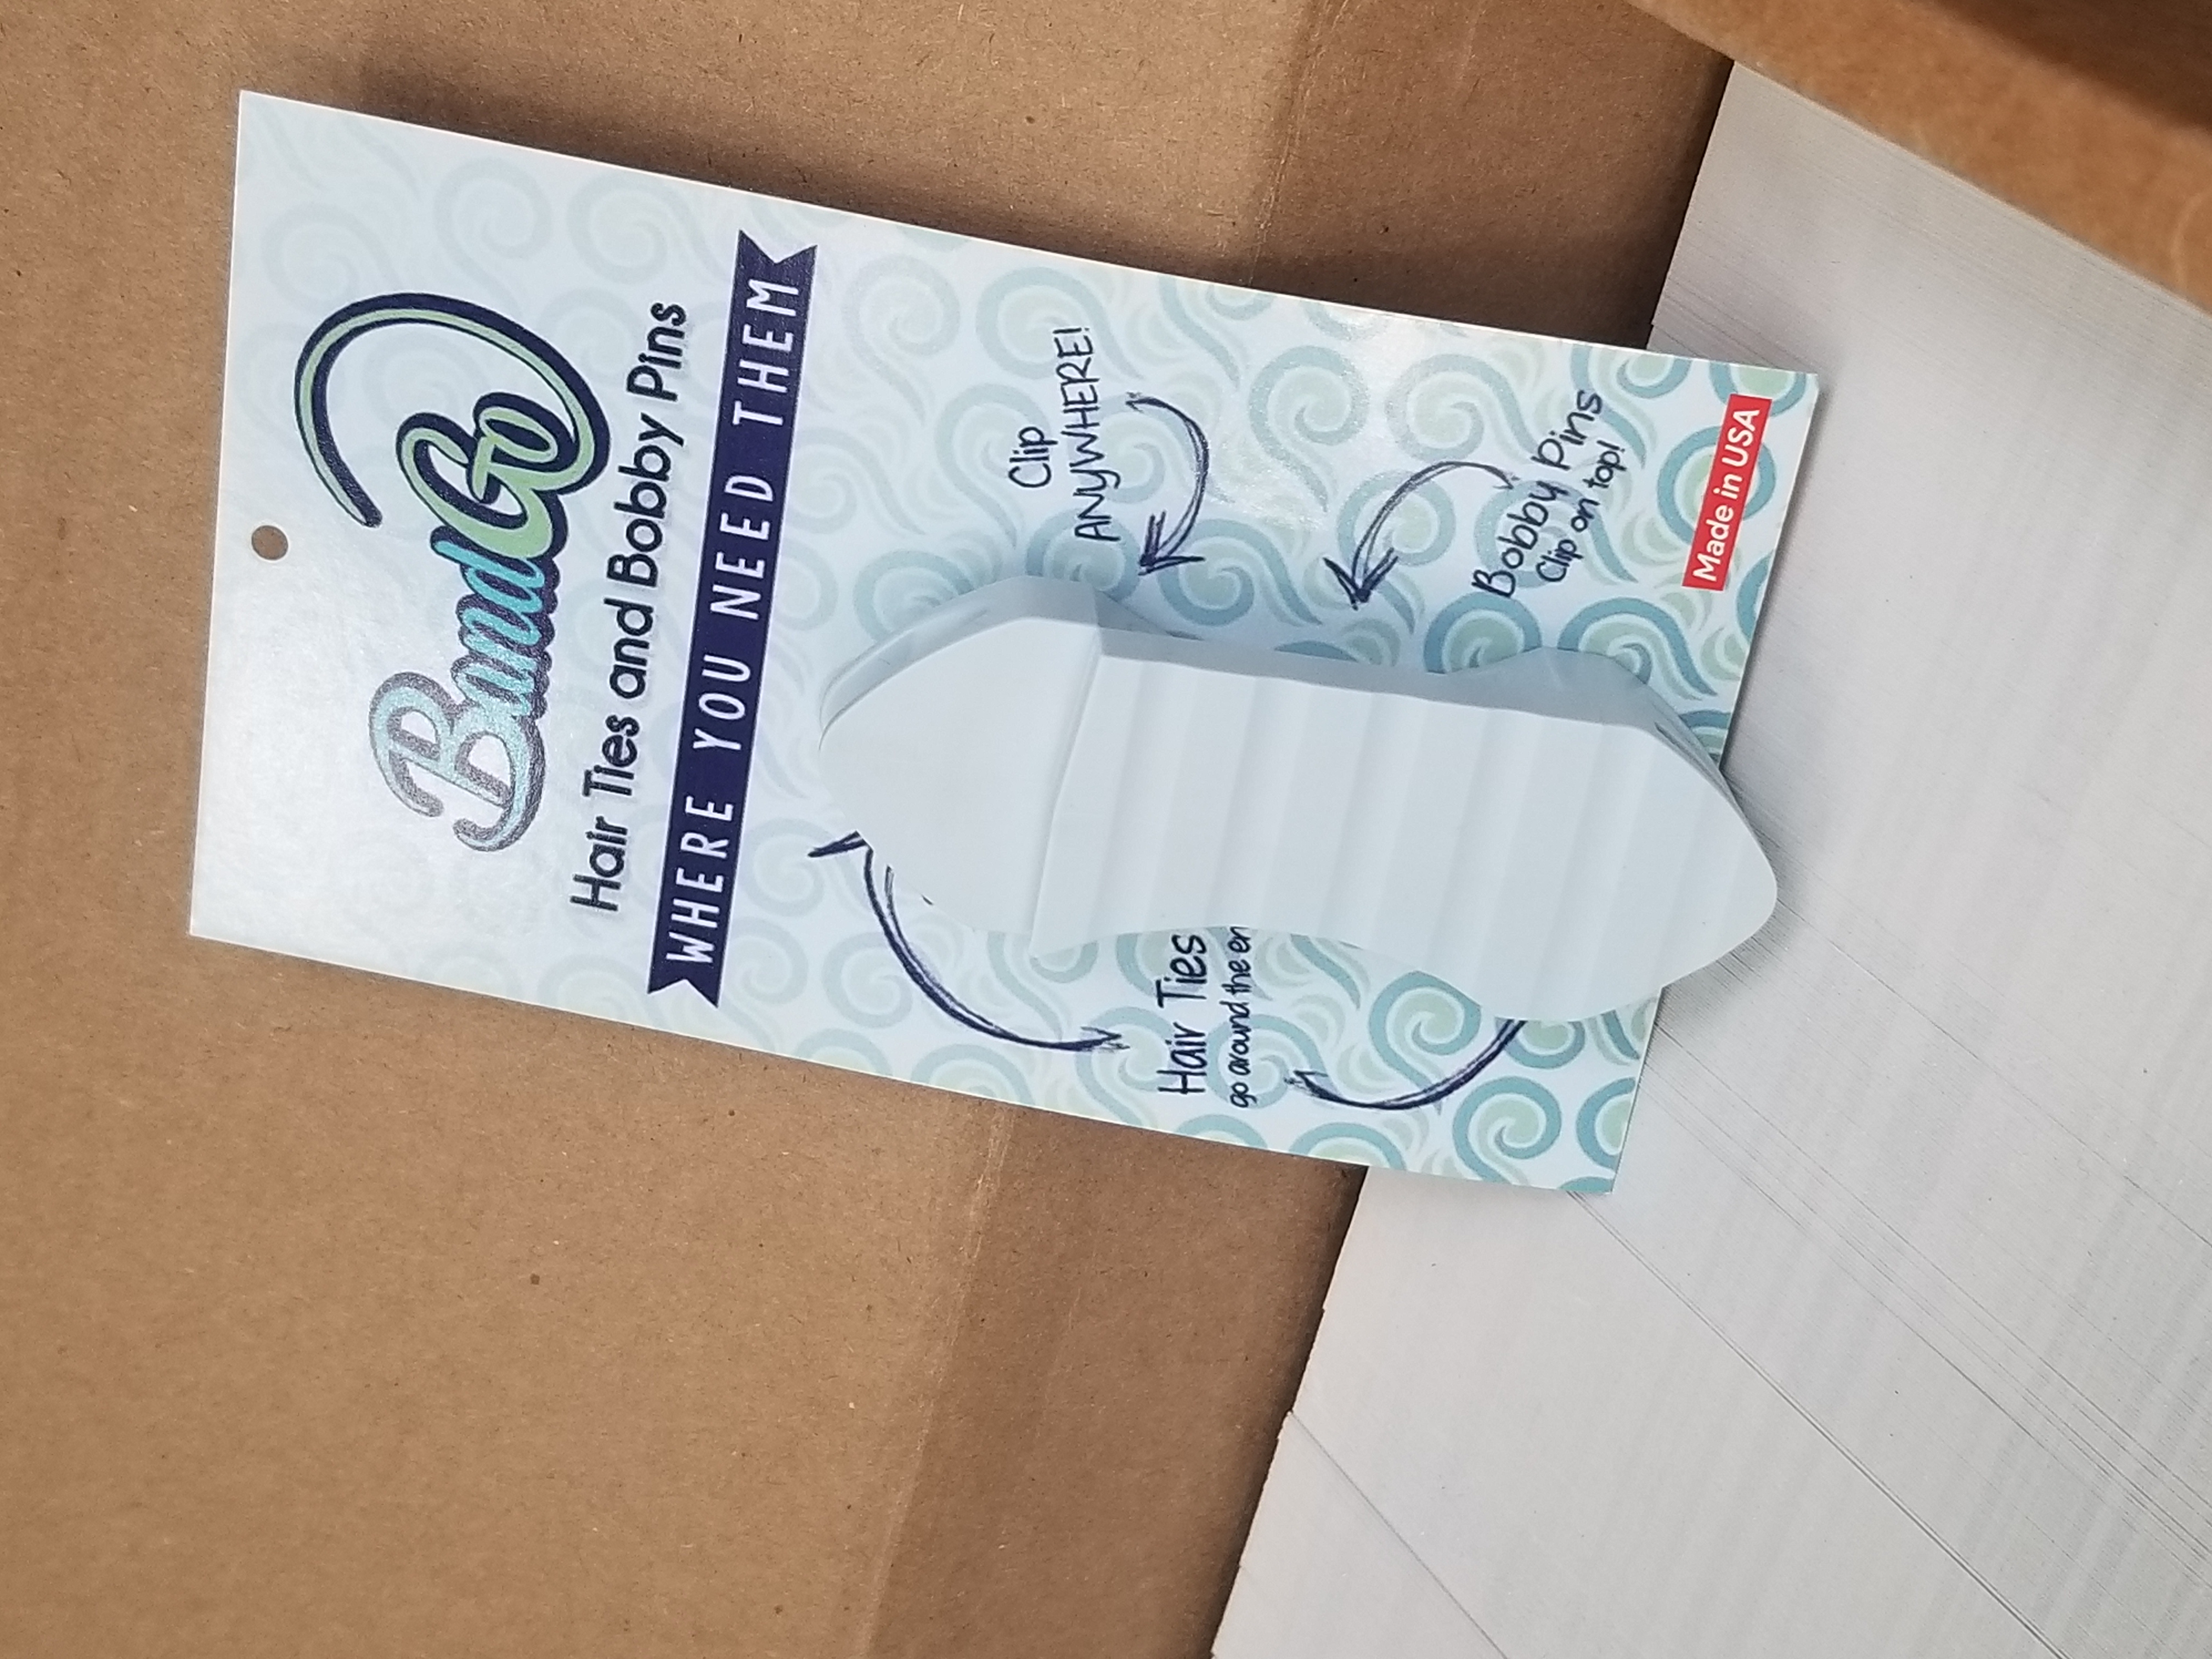 BandGo
Hair Ties and Bobby Pins
WHERE YOU NEED THEM
Clip
ANYWHERE!
Hair Ties
go around the en
Bobby Pins
Clip on top!
Made in USA